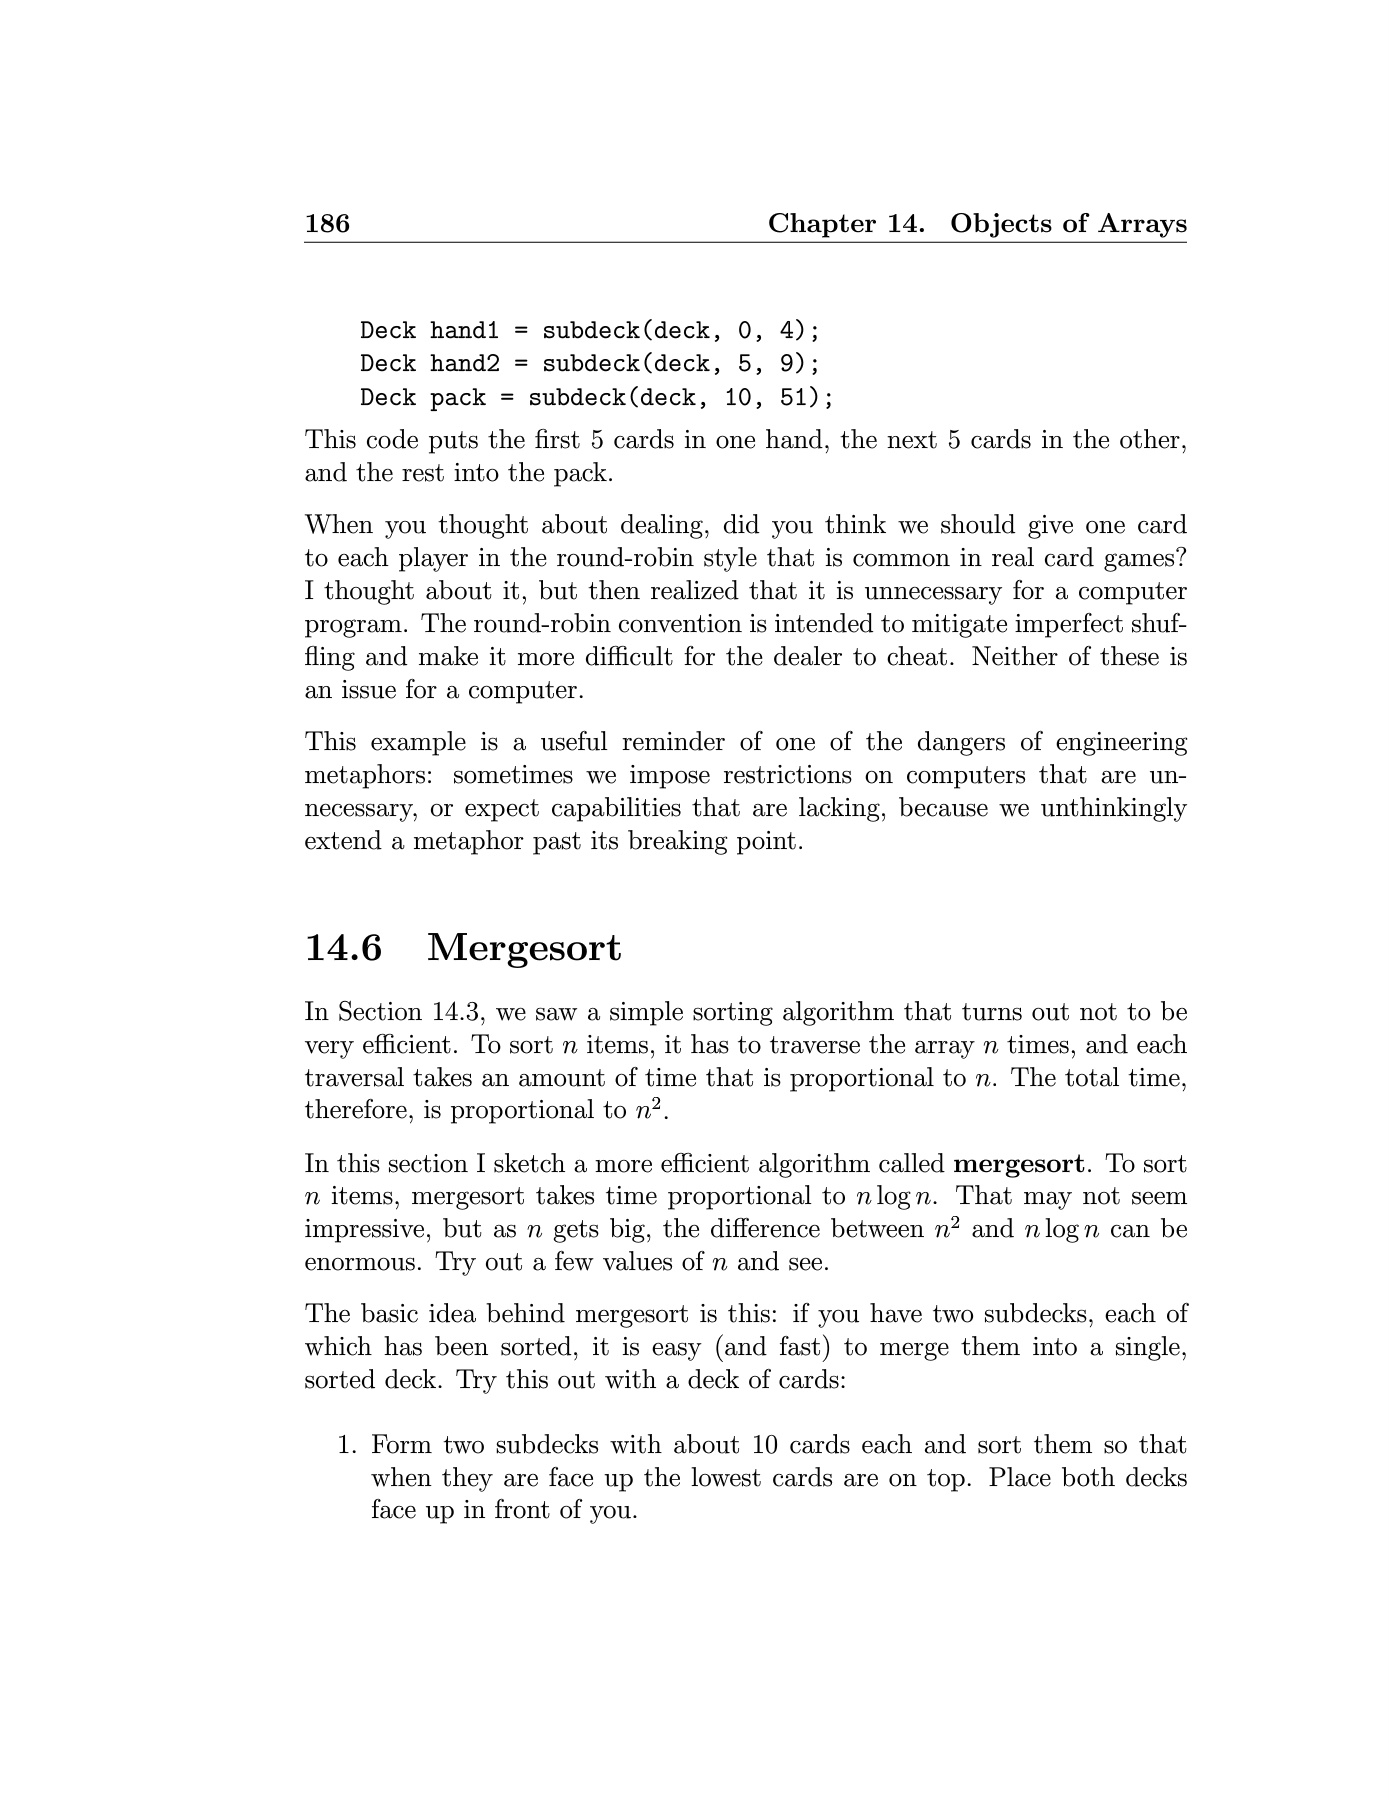 186 Chapter 14. Objects of Arrays
Deck hand1 = subdeck(deck, 0, 4);
Deck hand2 = subdeck(deck, 5, 9);
Deck pack = subdeck(deck, 10, 51);
This code puts the first 5 cards in one hand, the next 5 cards in the other,
and the rest into the pack.
When you thought about dealing, did you think we should give one card
to each player in the round-robin style that is common in real card games?
I thought about it, but then realized that it is unnecessary for a computer
program. The round-robin convention is intended to mitigate imperfect shuf-
fling and make it more difficult for the dealer to cheat. Neither of these is
an issue for a computer.
This example is a useful reminder of one of the dangers of engineering
metaphors: sometimes we impose restrictions on computers that are un-
necessary, or expect capabilities that are lacking, because we unthinkingly
extend a metaphor past its breaking point.
14.6 Mergesort
In Section 14.3, we saw a simple sorting algorithm that turns out not to be
very efficient. To sort n items, it has to traverse the array n times, and each
traversal takes an amount of time that is proportional to n. The total time,
therefore, is proportional to n².
In this section I sketch a more efficient algorithm called mergesort. To sort
n items, mergesort takes time proportional to n log n. That may not seem
impressive, but as n gets big, the difference between n² and n log n can be
enormous. Try out a few values of n and see.
The basic idea behind mergesort is this: if you have two subdecks, each of
which has been sorted, it is easy (and fast) to merge them into a single,
sorted deck. Try this out with a deck of cards:
1. Form two subdecks with about 10 cards each and sort them so that
when they are face up the lowest cards are on top. Place both decks
face up in front of you.